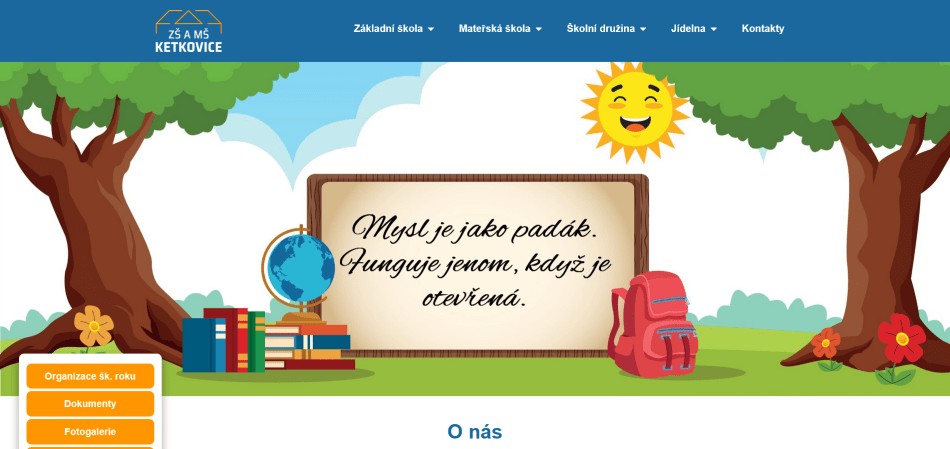 ZŠ A MŠ
KETKOVICE
Základní škola
Mateřská škola
Školní družina
Jídelna
Kontakty
Mysl je jako padák.
Funguje jenom, když je
otevřená.
Organizace šk. roku
Dokumenty
Fotogalerie
O nás